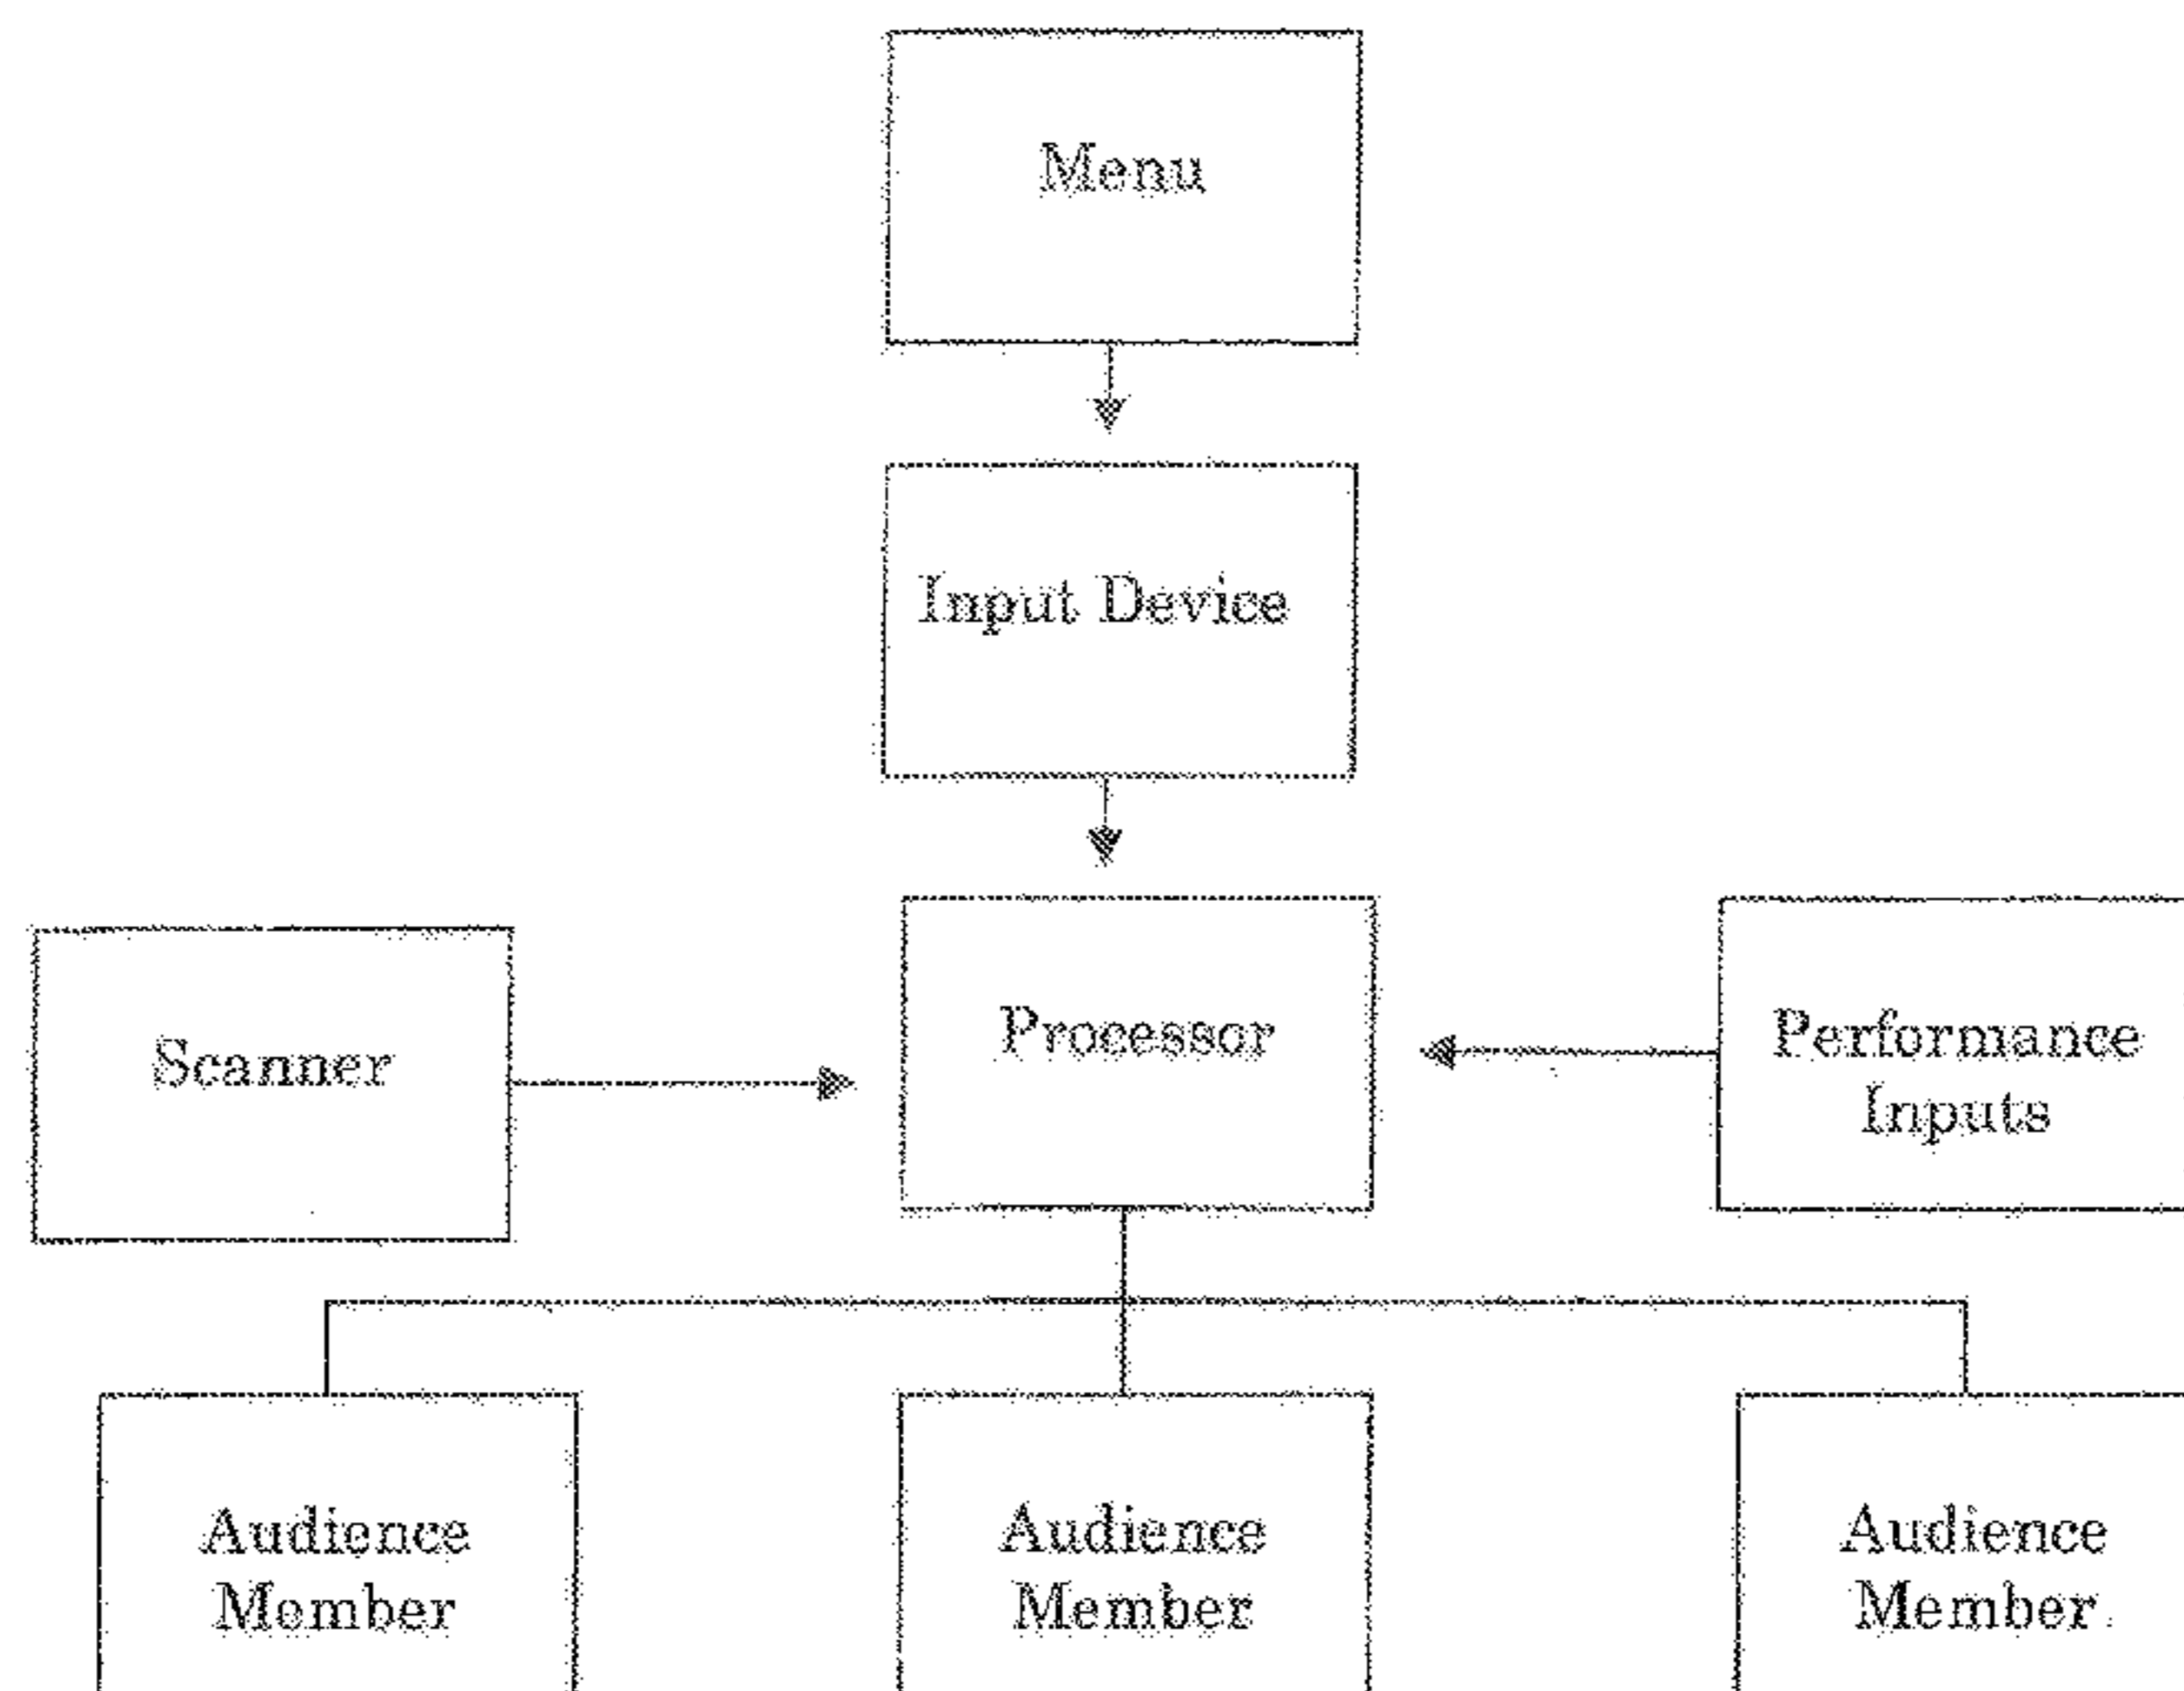 Menu
Input Device
Scanner
Processor
Performance
Inputs
Audience
Member
Audience
Member
Audience
Member